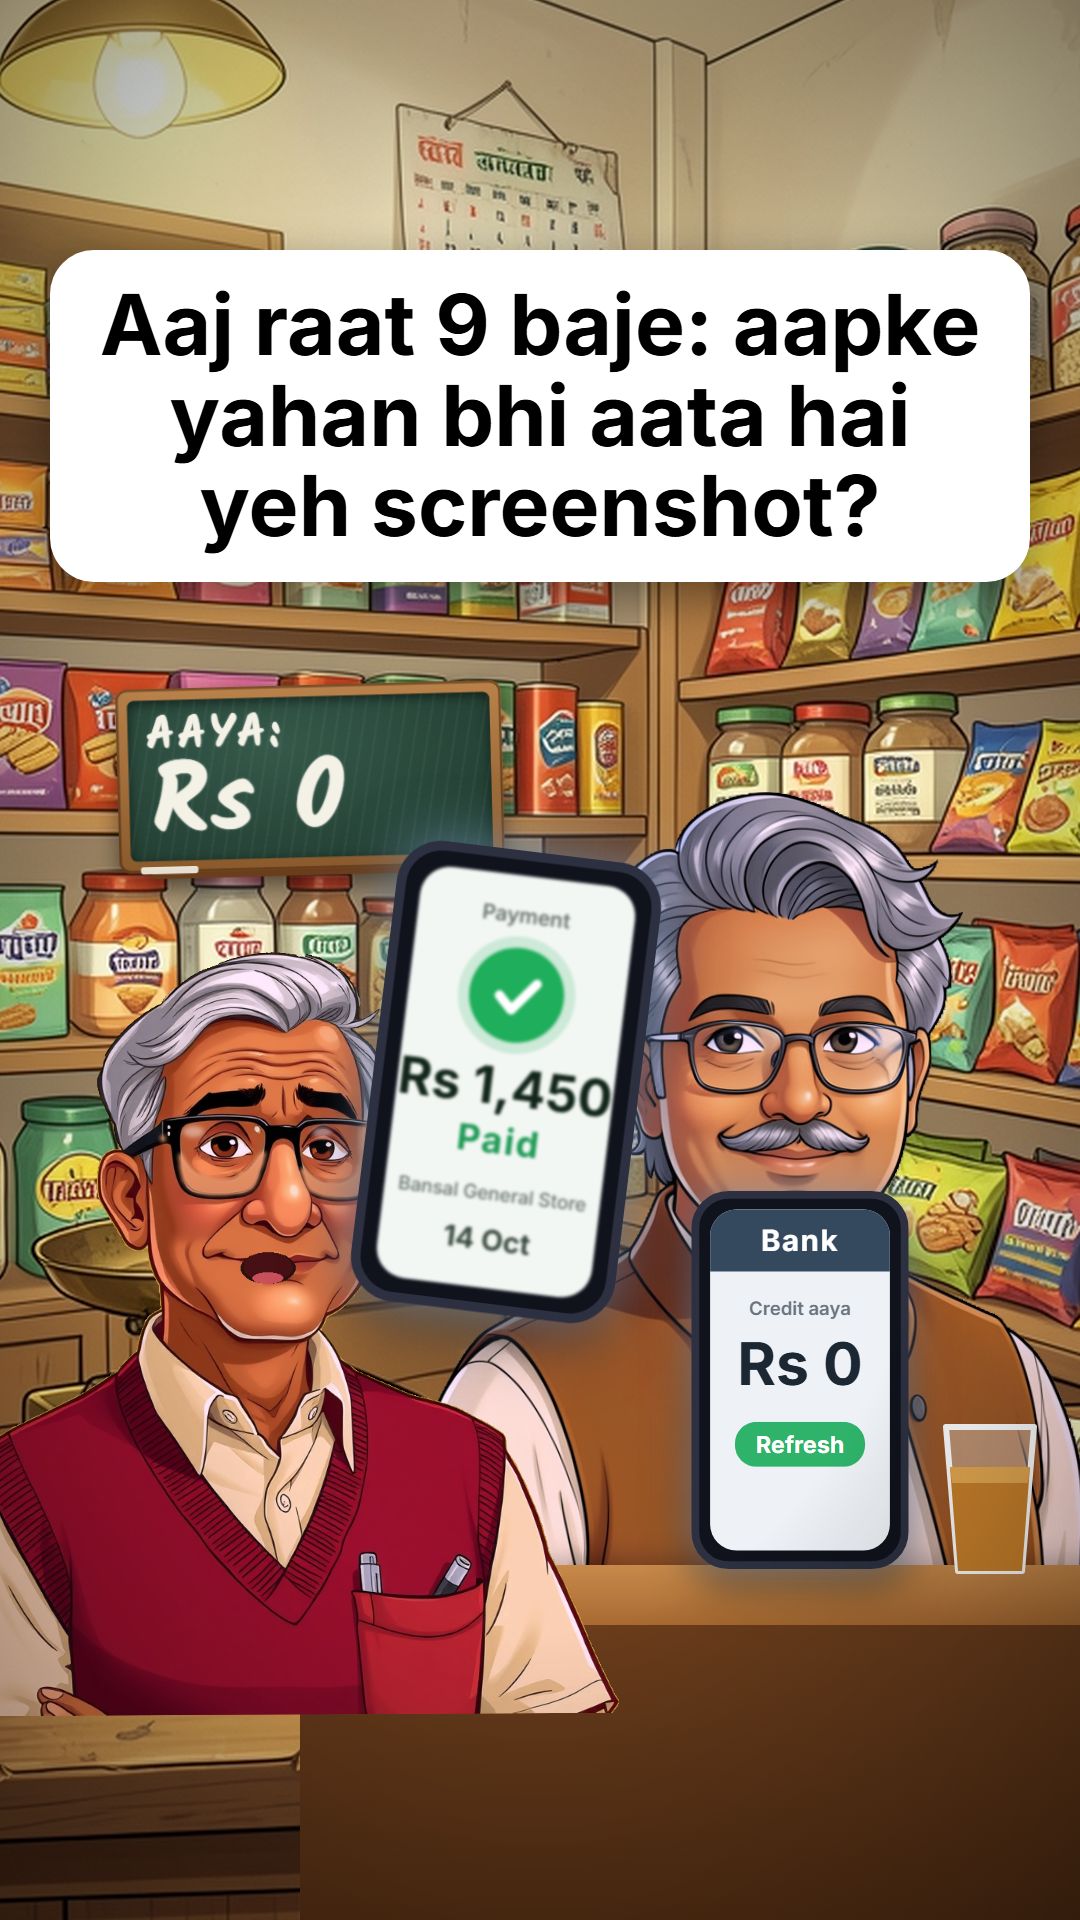 Aaj raat 9 baje: aapke
yahan bhi aata hai
yeh screenshot?
AAYA:
Rs 0
Payment
Rs 1,450
Paid
Bansal General Store
14 Oct
Bank
Credit aaya
Rs 0
Refresh